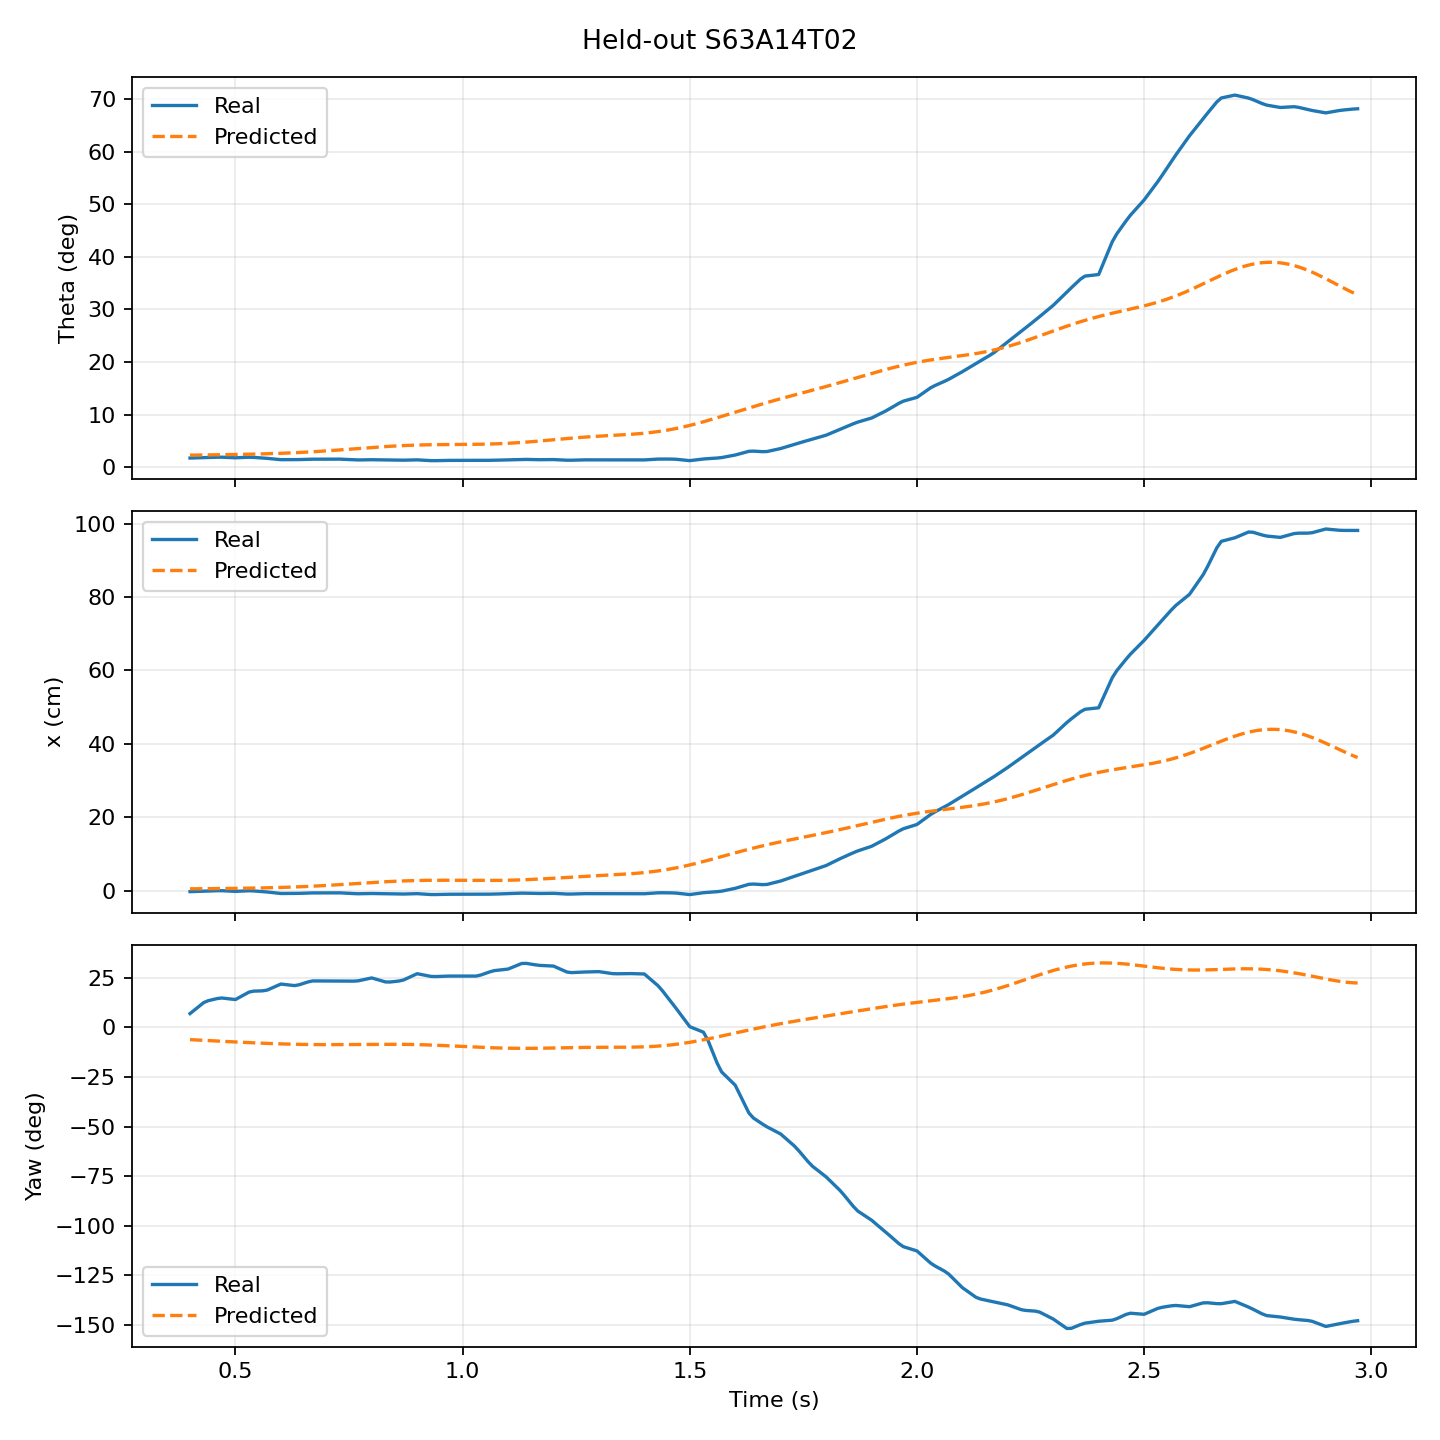 Held-out S63A14T02
Real
Predicted
Theta (deg)
70
60
50
40
30
20
10
0
Real
Predicted
x (cm)
100
80
60
40
20
0
Real
Predicted
Yaw (deg)
25
0
−25
−50
−75
−100
−125
−150
0.5 1.0 1.5 2.0 2.5 3.0
Time (s)